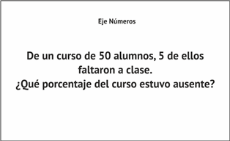 Eje Números
De un curso de 50 alumnos, 5 de ellos
faltaron a clase.
¿Qué porcentaje del curso estuvo ausente?